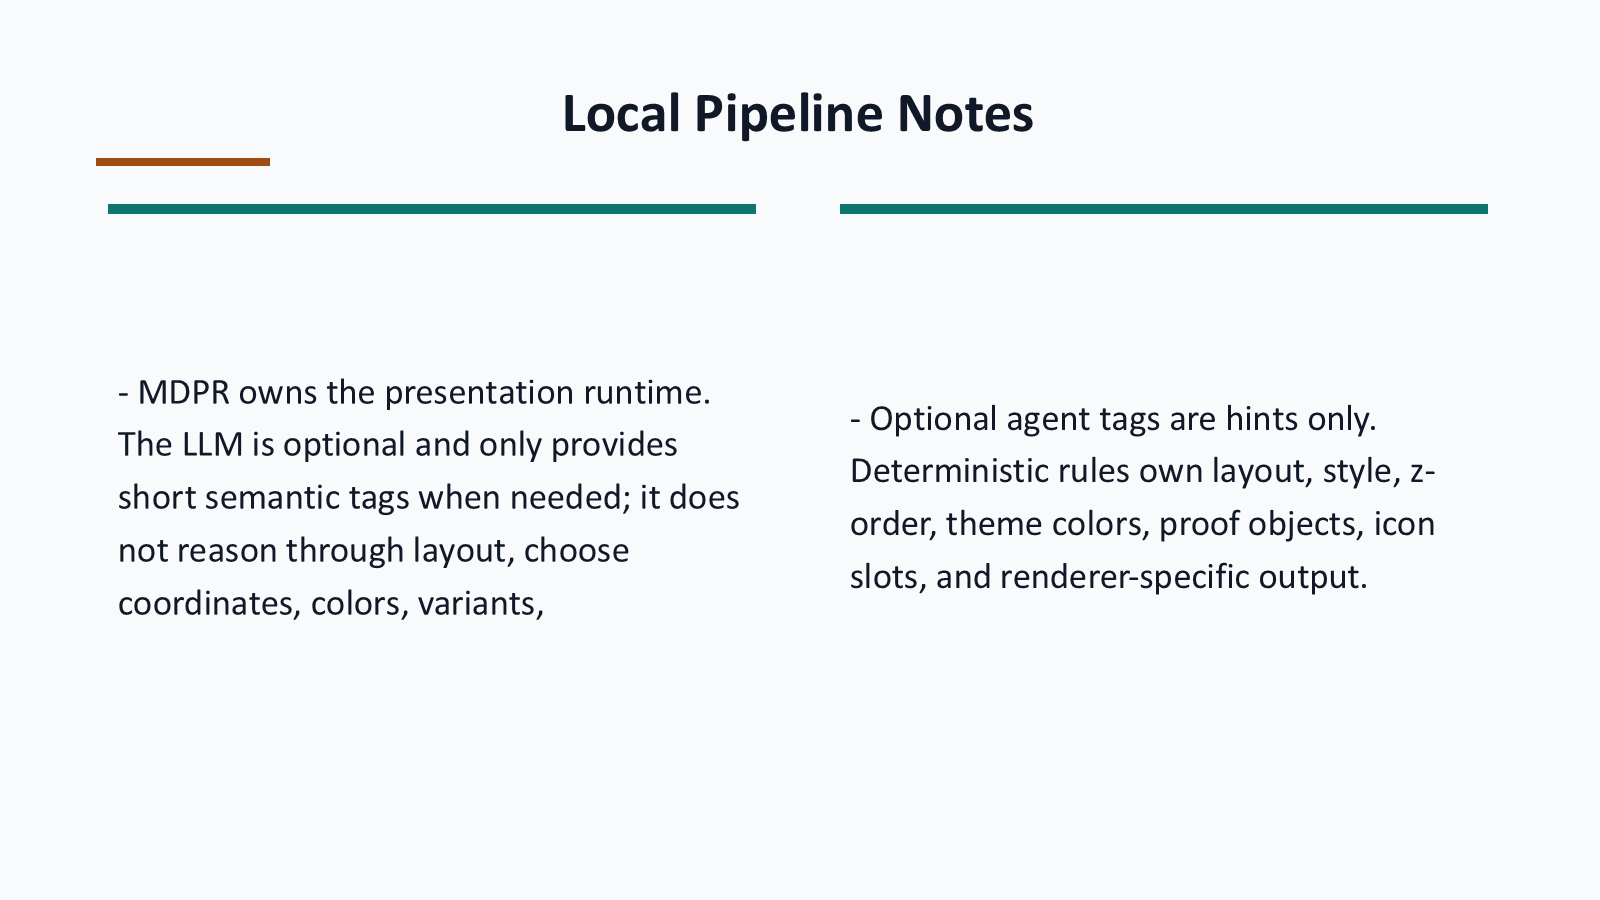 Local Pipeline Notes
- MDPR owns the presentation runtime.
The LLM is optional and only provides
short semantic tags when needed; it does
not reason through layout, choose
coordinates, colors, variants,
- Optional agent tags are hints only.
Deterministic rules own layout, style, z-
order, theme colors, proof objects, icon
slots, and renderer-specific output.